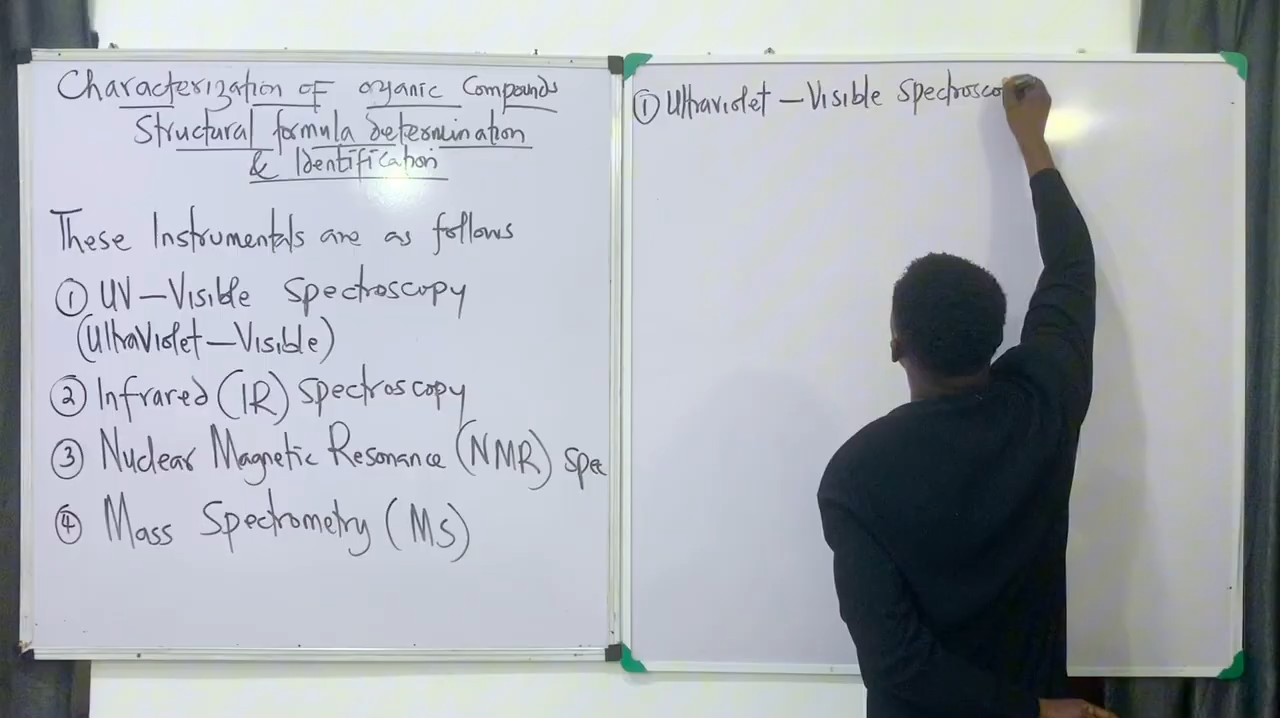 Characterization of organic Compounds
Structural formula determination
& Identification
These Instrumentals are as follows
① UV-Visible Spectroscopy
(Ultraviolet-Visible)
② Infrared (IR) Spectroscopy
③ Nuclear Magnetic Resonance (NMR) Spec
④ Mass Spectrometry (MS)
① Ultraviolet-Visible Spectrosco